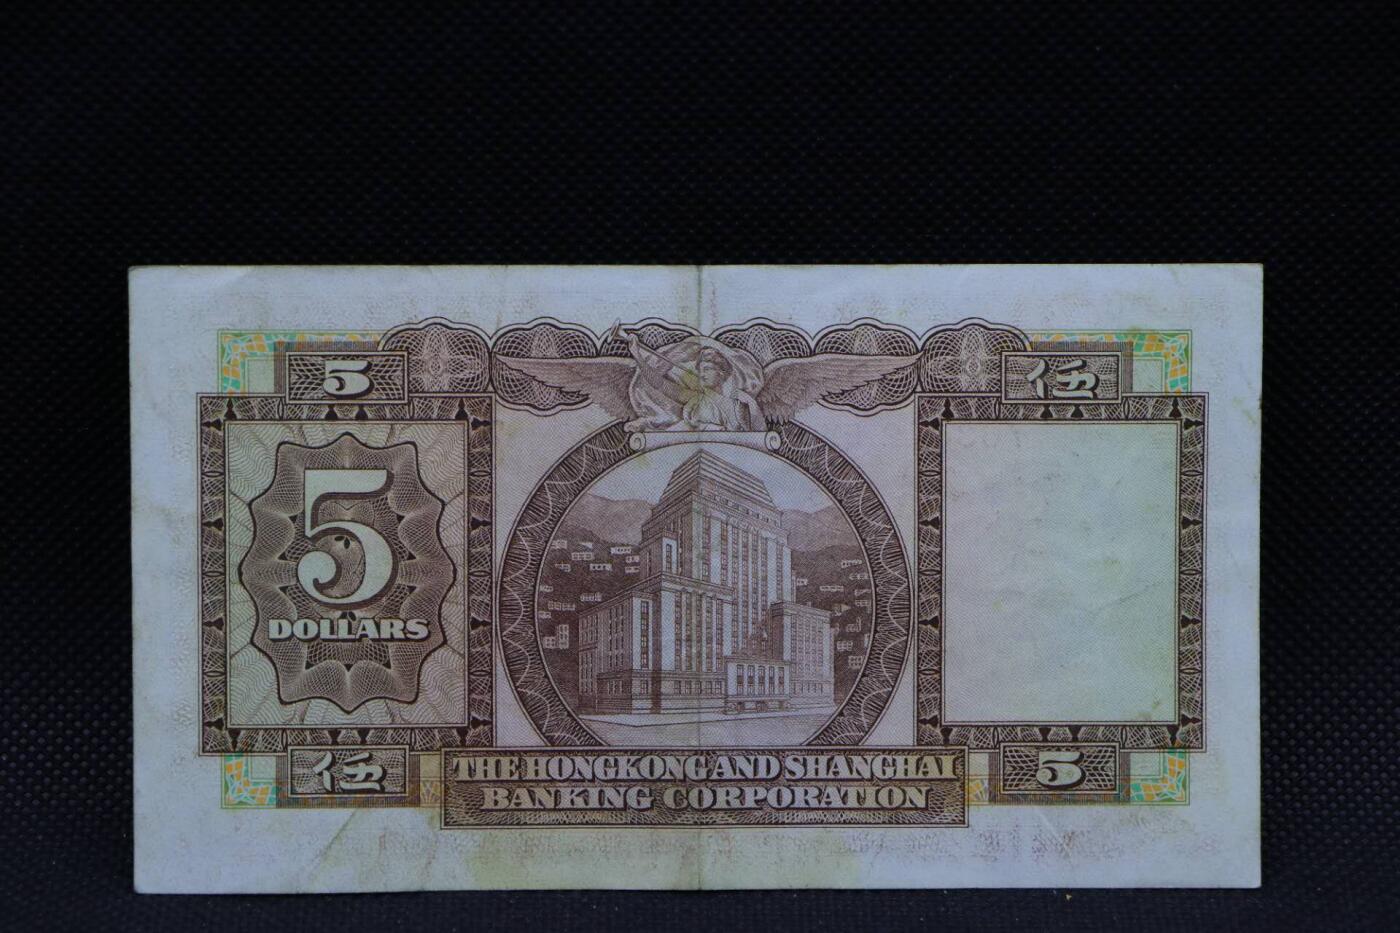 5
伍
5
DOLLARS
伍
5
THE HONGKONG AND SHANGHAI
BANKING CORPORATION